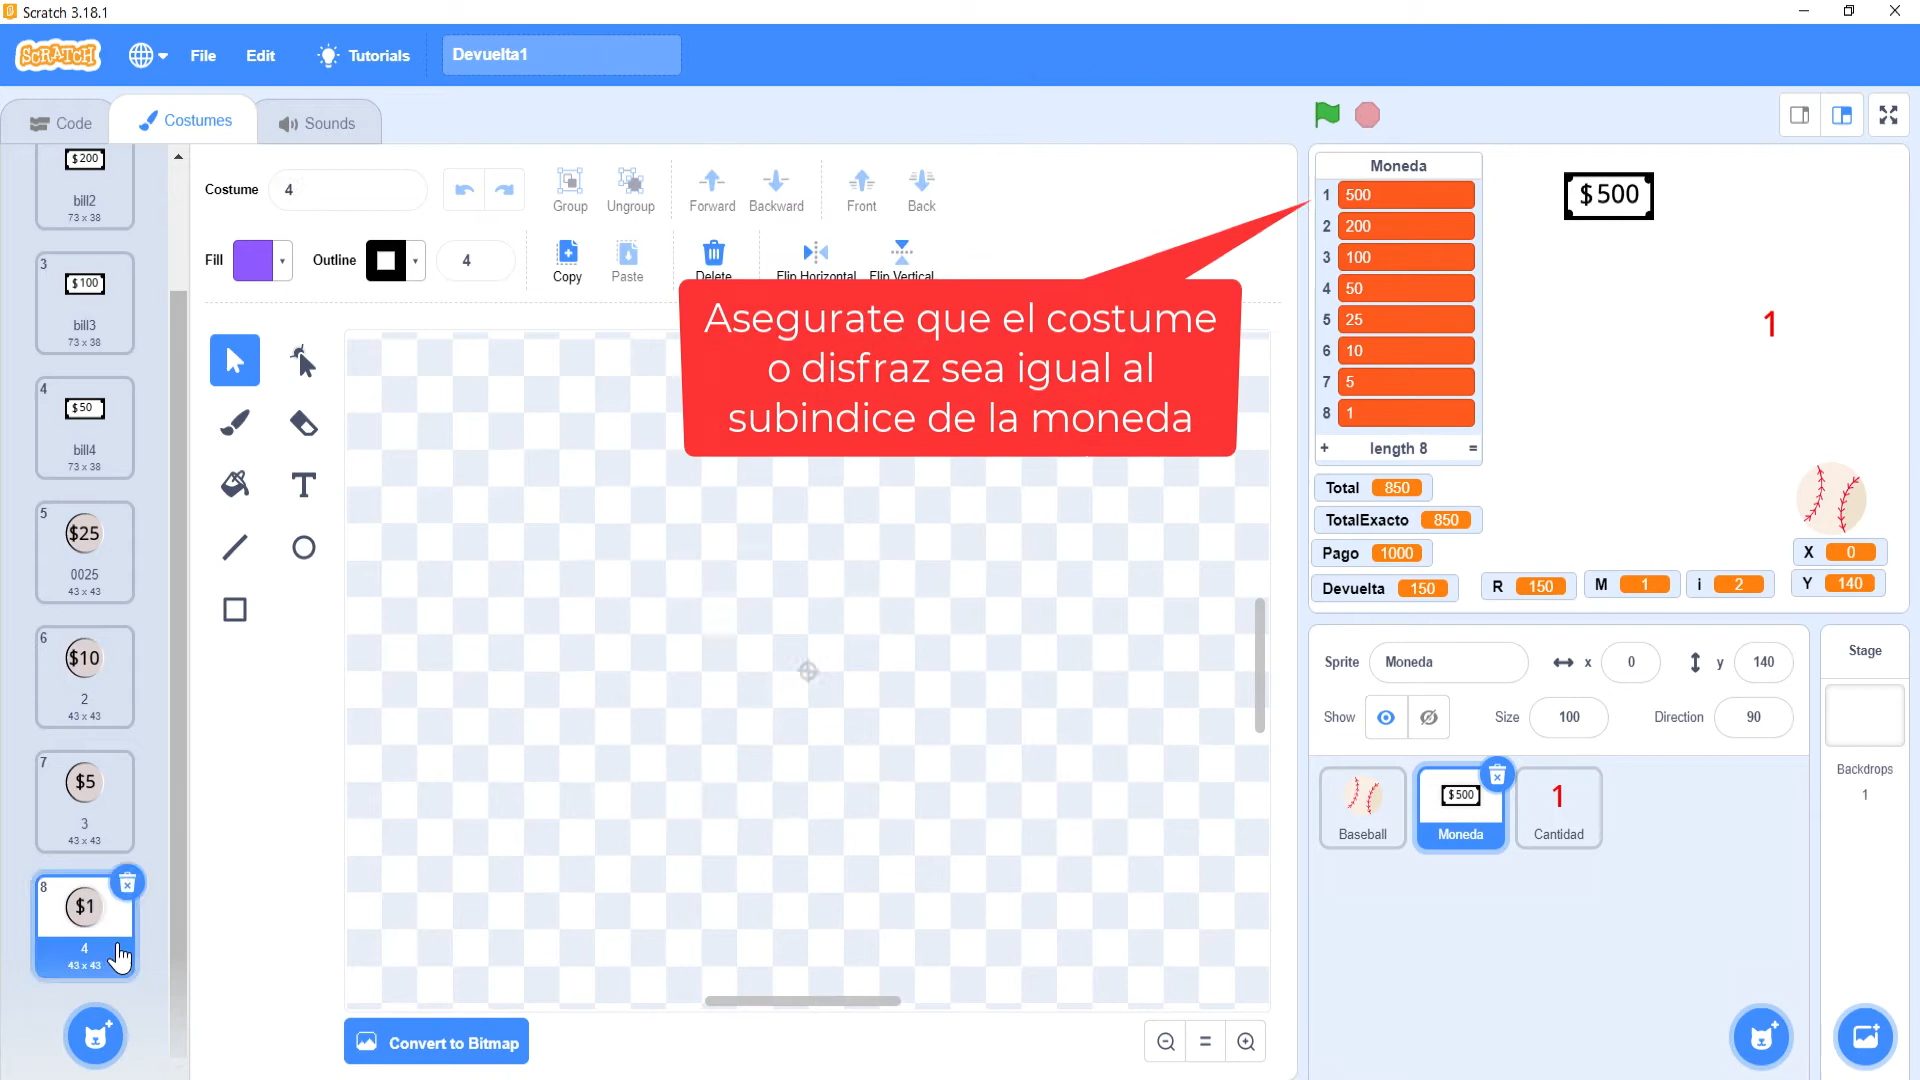 Scratch 3.18.1
SCRATCH
File
Edit
Tutorials
Devuelta1
Code
Costumes
Sounds
$200
bill2
73 x 38
3
$100
bill3
73 x 38
4
$50
bill4
73 x 38
5
$25
0025
43 x 43
6
$10
2
43 x 43
7
$5
3
43 x 43
8
$1
4
43 x 43
Costume
4
Group
Ungroup
Forward
Backward
Front
Back
Fill
Outline
4
Copy
Paste
Delete
Flip Horizontal
Flip Vertical
Asegurate que el costume
o disfraz sea igual al
subindice de la moneda
Convert to Bitmap
Moneda
1 500
2 200
3 100
4 50
5 25
6 10
7 5
8 1
+ length 8 =
$500
1
Total 850
TotalExacto 850
Pago 1000
Devuelta 150
R 150
M 1
i 2
X 0
Y 140
Sprite
Moneda
x 0
y 140
Show
Size 100
Direction 90
Baseball
$500
Moneda
1
Cantidad
Stage
Backdrops
1